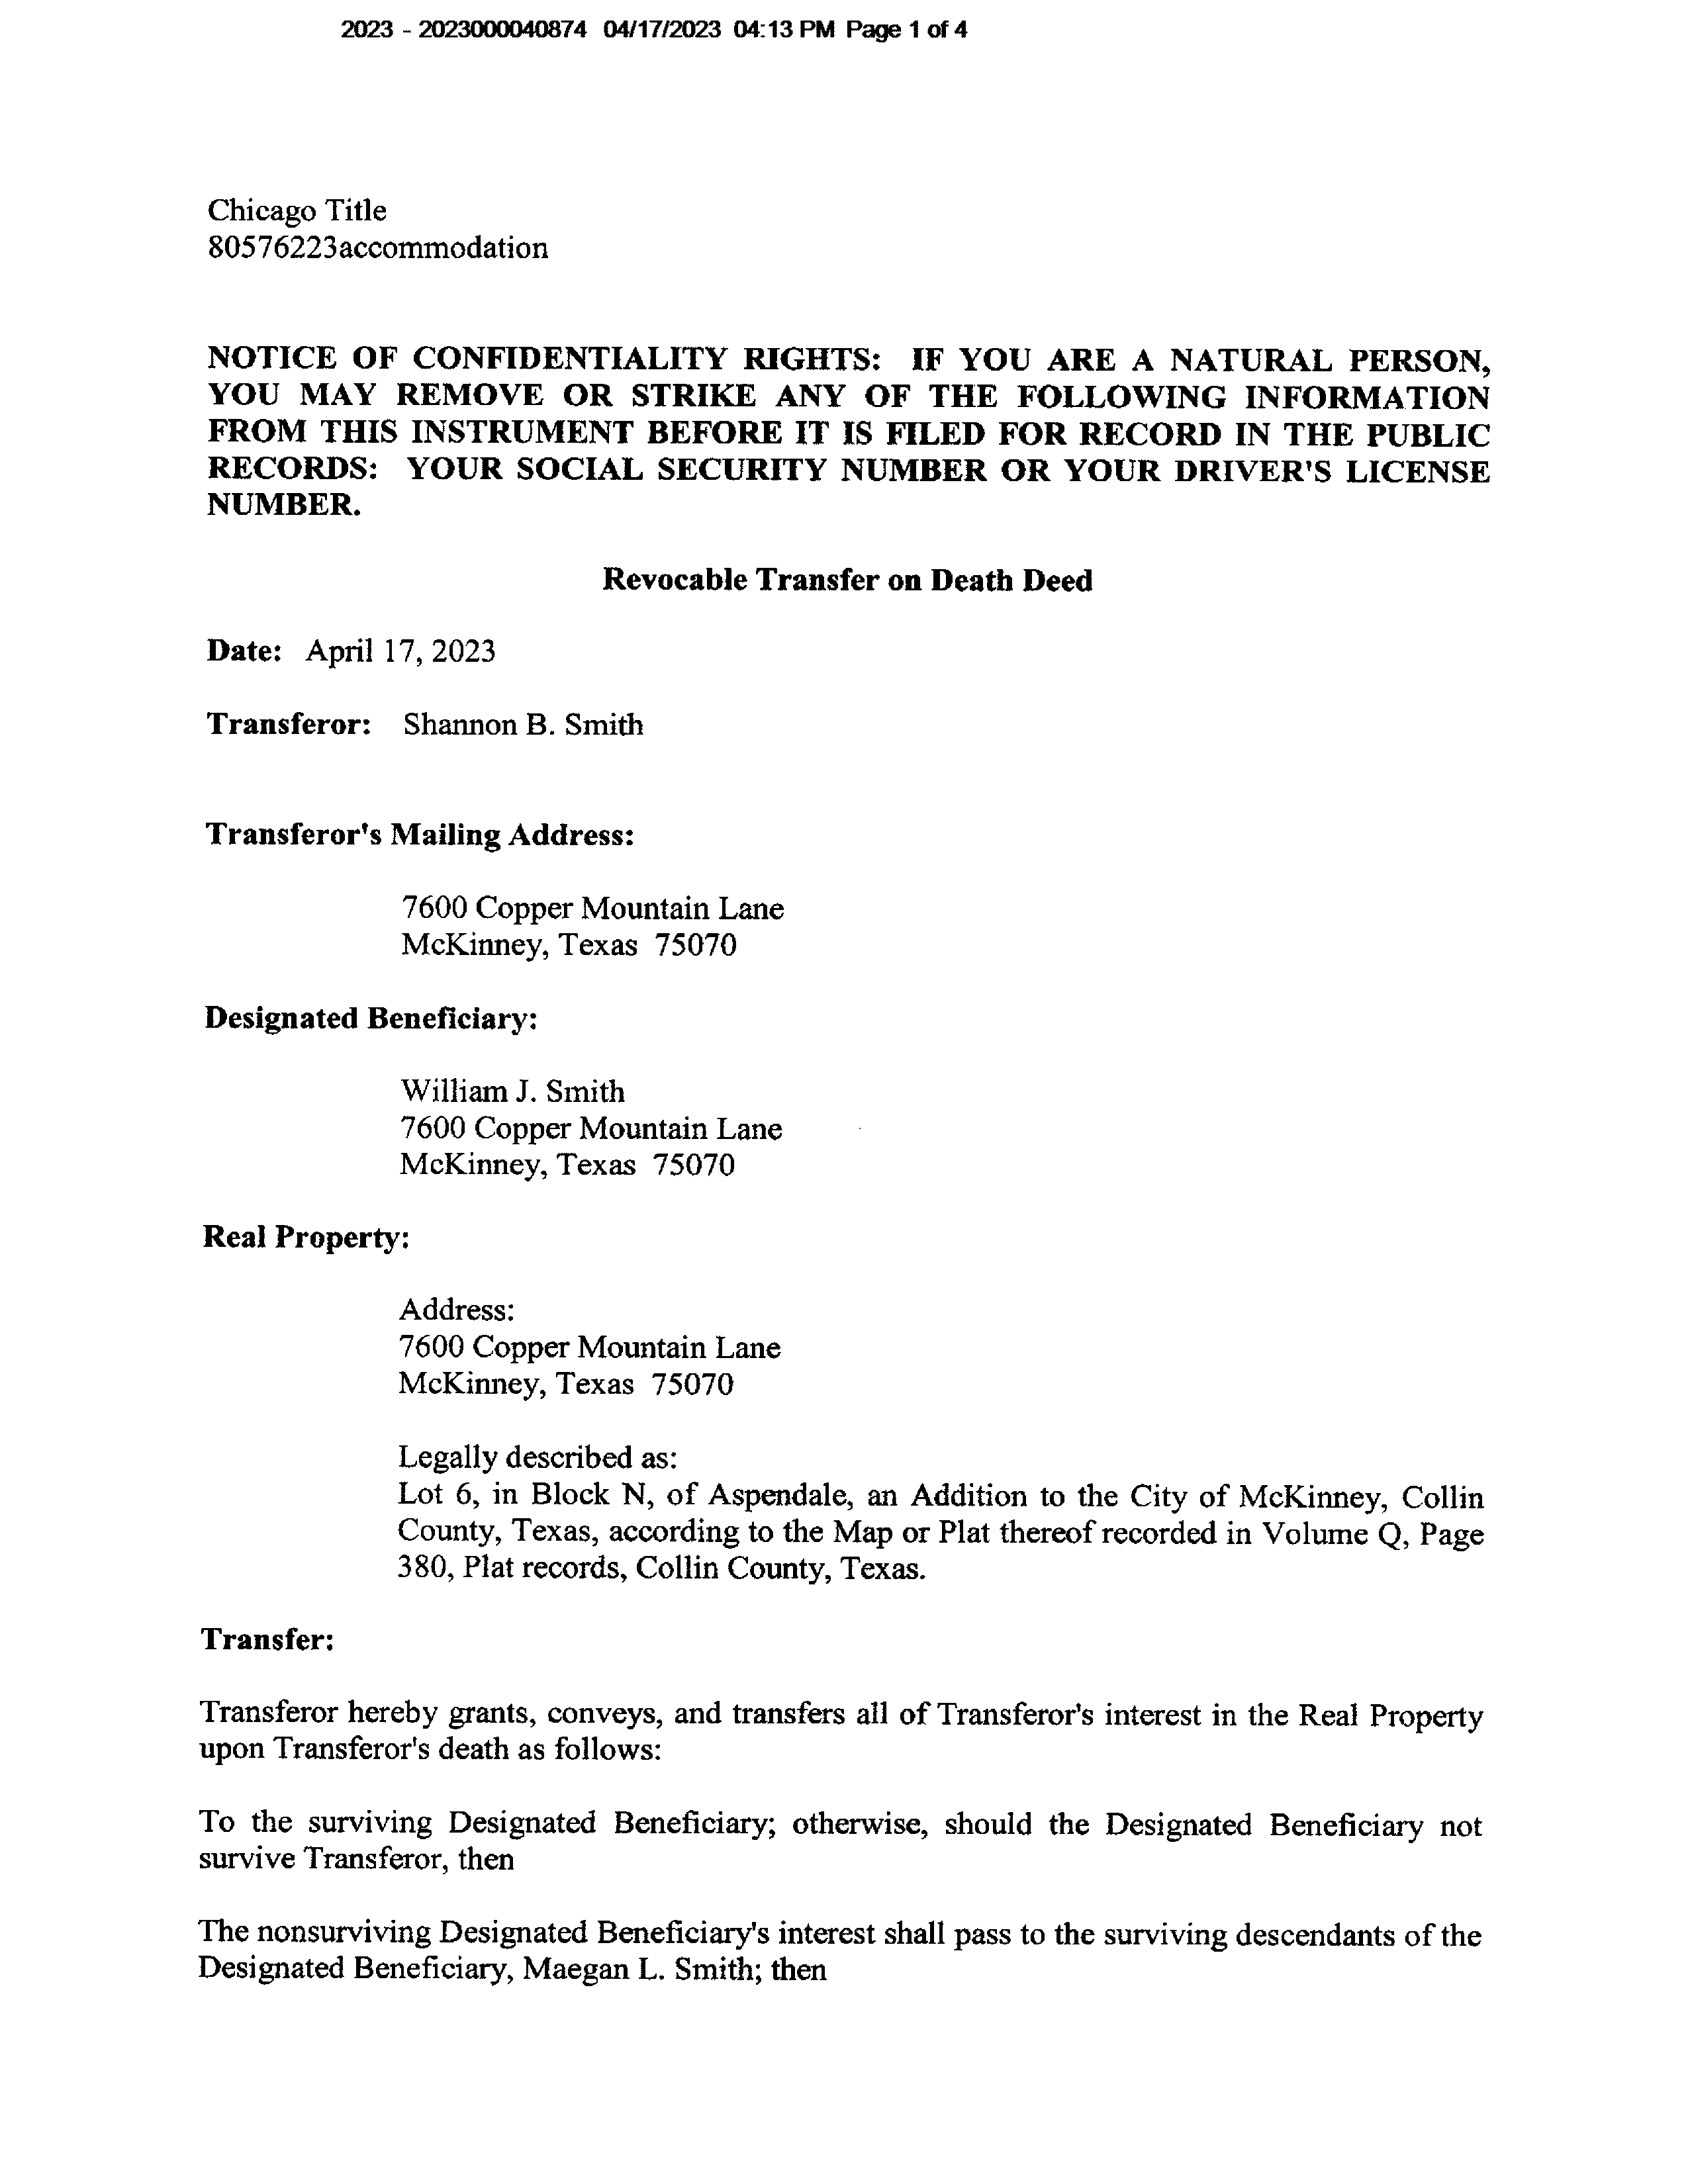 2023 - 2023000040874 04/17/2023 04:13 PM Page 1 of 4
Chicago Title
80576223accommodation
NOTICE OF CONFIDENTIALITY RIGHTS: IF YOU ARE A NATURAL PERSON,
YOU MAY REMOVE OR STRIKE ANY OF THE FOLLOWING INFORMATION
FROM THIS INSTRUMENT BEFORE IT IS FILED FOR RECORD IN THE PUBLIC
RECORDS: YOUR SOCIAL SECURITY NUMBER OR YOUR DRIVER'S LICENSE
NUMBER.
Revocable Transfer on Death Deed
Date: April 17, 2023
Transferor: Shannon B. Smith
Transferor's Mailing Address:
7600 Copper Mountain Lane
McKinney, Texas 75070
Designated Beneficiary:
William J. Smith
7600 Copper Mountain Lane
McKinney, Texas 75070
Real Property:
Address:
7600 Copper Mountain Lane
McKinney, Texas 75070
Legally described as:
Lot 6, in Block N, of Aspendale, an Addition to the City of McKinney, Collin
County, Texas, according to the Map or Plat thereof recorded in Volume Q, Page
380, Plat records, Collin County, Texas.
Transfer:
Transferor hereby grants, conveys, and transfers all of Transferor's interest in the Real Property
upon Transferor's death as follows:
To the surviving Designated Beneficiary; otherwise, should the Designated Beneficiary not
survive Transferor, then
The nonsurviving Designated Beneficiary's interest shall pass to the surviving descendants of the
Designated Beneficiary, Maegan L. Smith; then